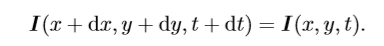 I(x + dx, y + dy, t + dt) = I(x, y, t).